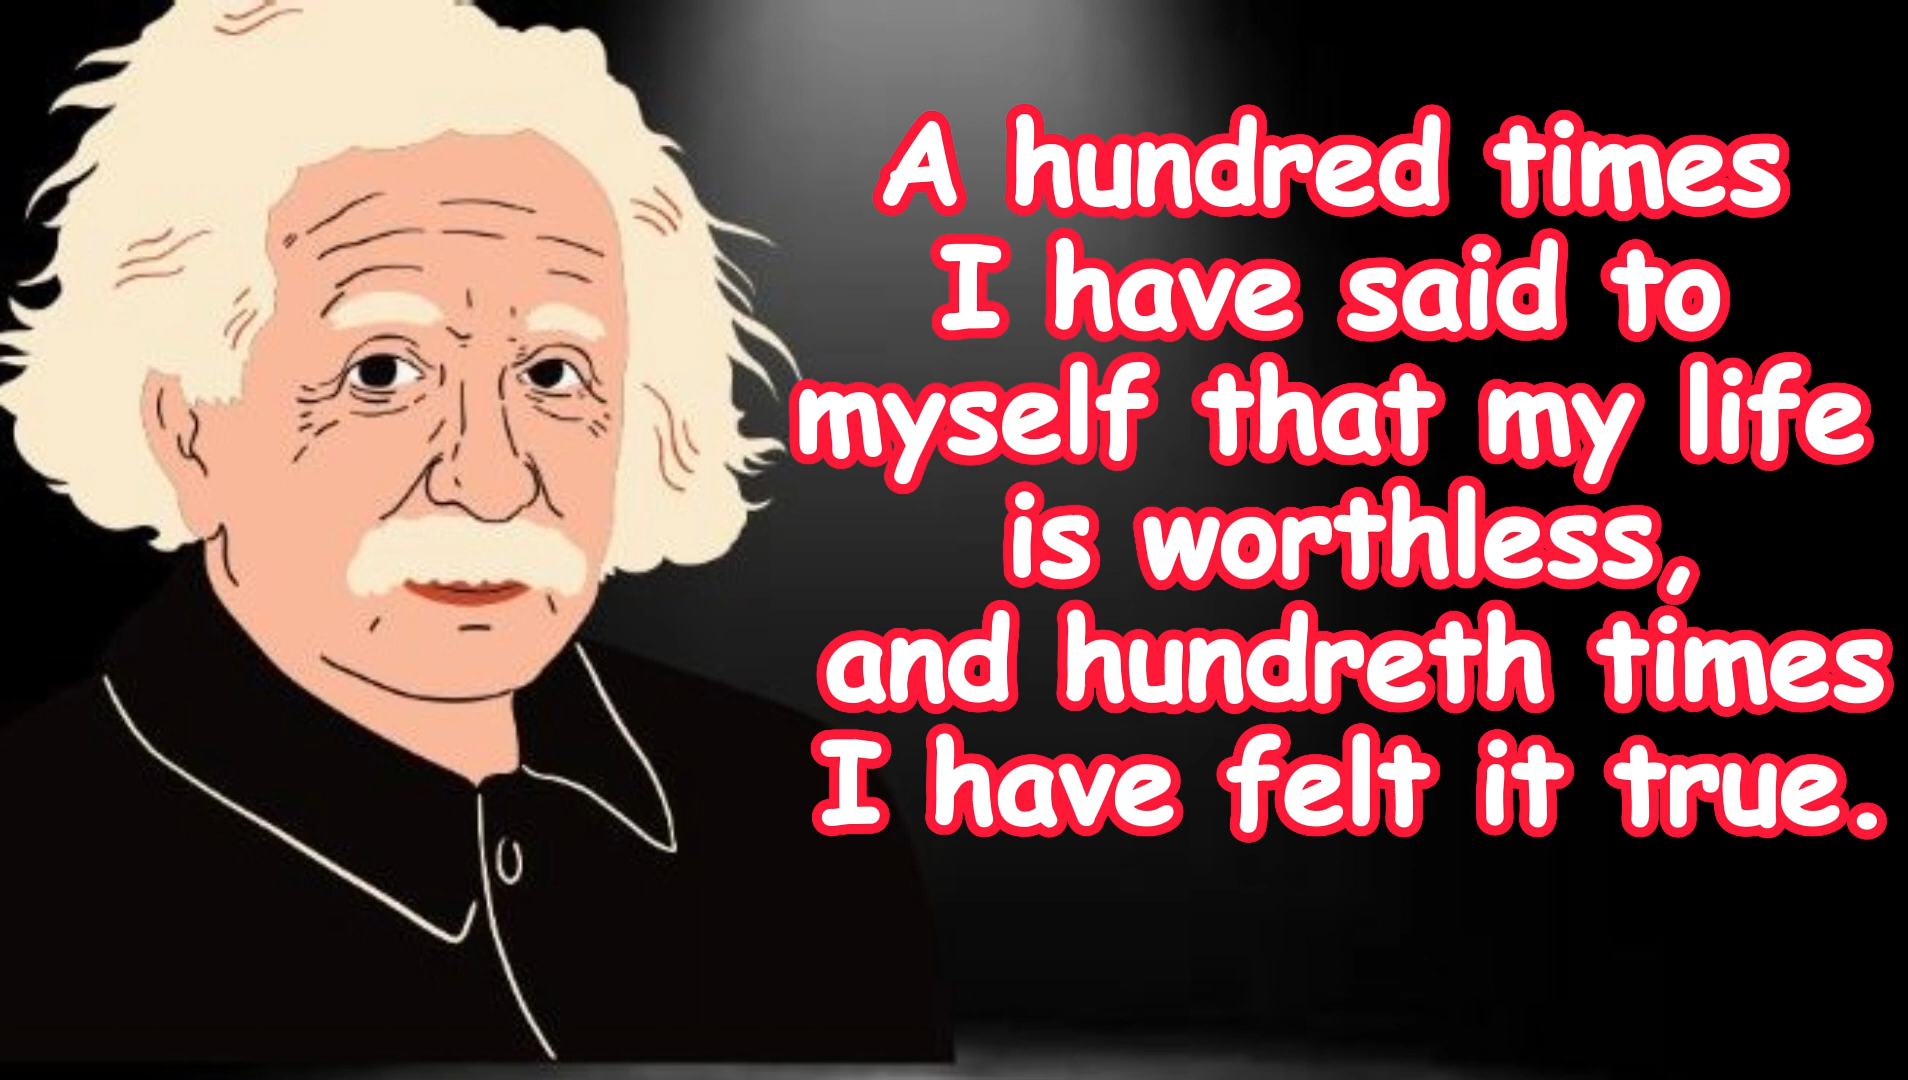 A hundred times
I have said to
myself that my life
is worthless,
and hundreth times
I have felt it true.